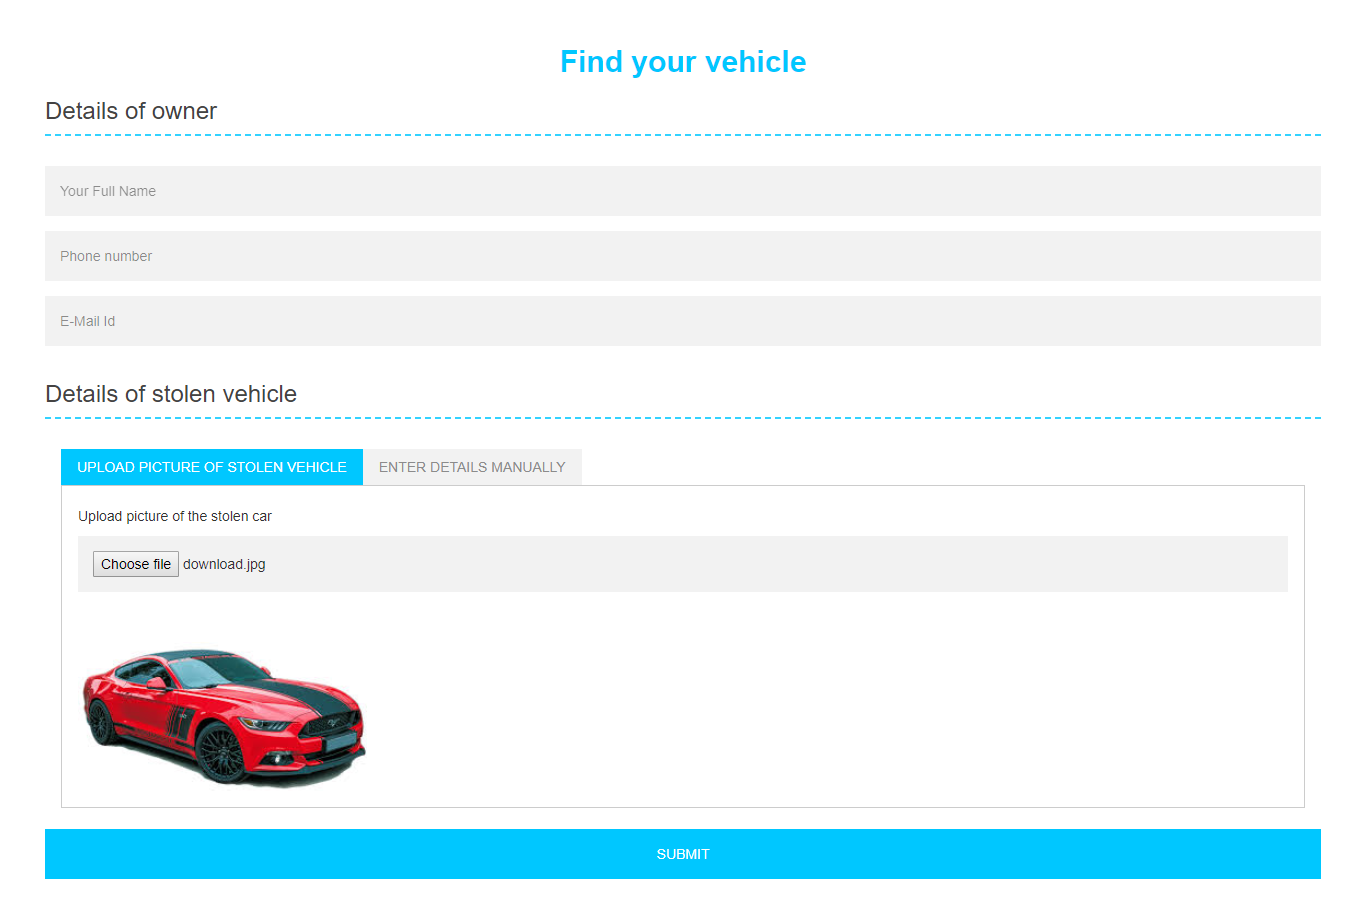 Find your vehicle
Details of owner
Your Full Name
Phone number
E-Mail Id
Details of stolen vehicle
UPLOAD PICTURE OF STOLEN VEHICLE ENTER DETAILS MANUALLY
Upload picture of the stolen car
Choose file download.jpg
SUBMIT